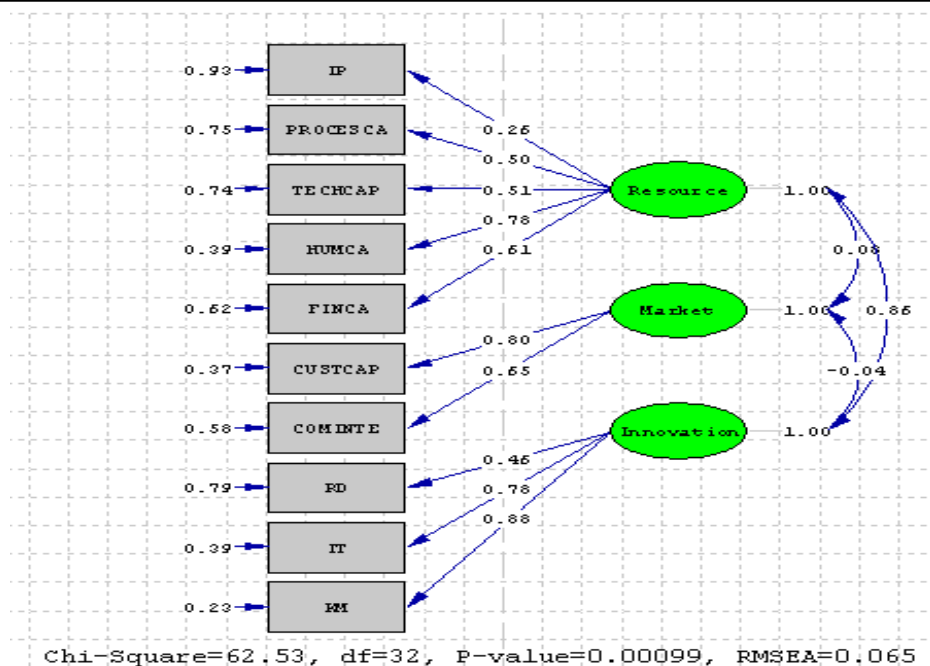 0.93 IP
0.26
0.75 PROCESCA
0.50
0.74 TECHCAP 0.51 Resource 1.00
0.78
0.39 HUMCA 0.61 0.08
0.62 FINCA Market 1.00 0.86
0.80
0.37 CUSTCAP 0.65 -0.04
0.58 COMINTE Innovation 1.00
0.46
0.79 RD 0.78
0.88
0.39 IT
0.23 KM
Chi-Square=62.53, df=32, P-value=0.00099, RMSEA=0.065